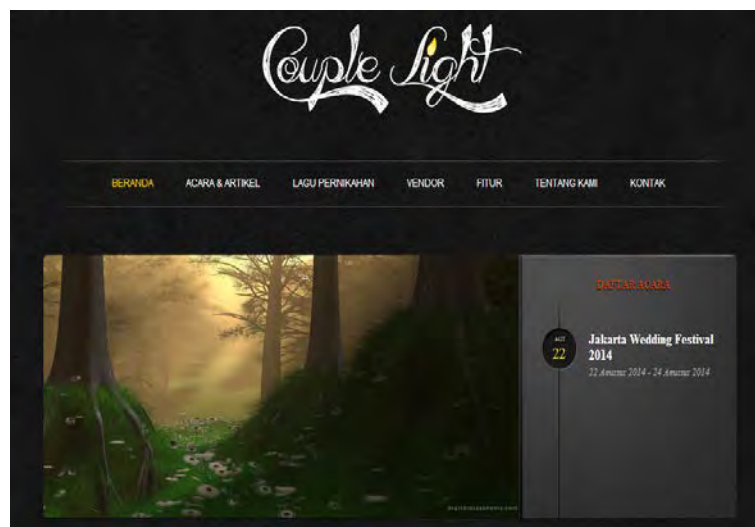 Couple Light
BERANDA ACARA & ARTIKEL LAGU PERNIKAHAN VENDOR FITUR TENTANG KAMI KONTAK
DAFTAR ACARA
AGT
22
Jakarta Wedding Festival
2014
22 Agustus 2014 - 24 Agustus 2014